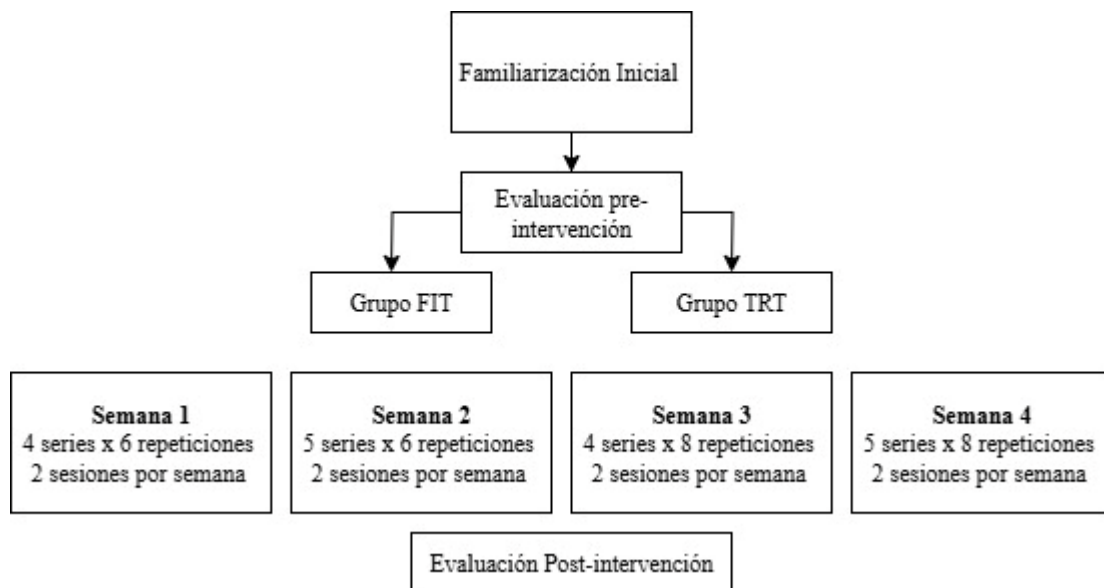 Familiarización Inicial
Evaluación pre-
intervención
Grupo FIT
Grupo TRT
Semana 1
4 series x 6 repeticiones
2 sesiones por semana
Semana 2
5 series x 6 repeticiones
2 sesiones por semana
Semana 3
4 series x 8 repeticiones
2 sesiones por semana
Semana 4
5 series x 8 repeticiones
2 sesiones por semana
Evaluación Post-intervención